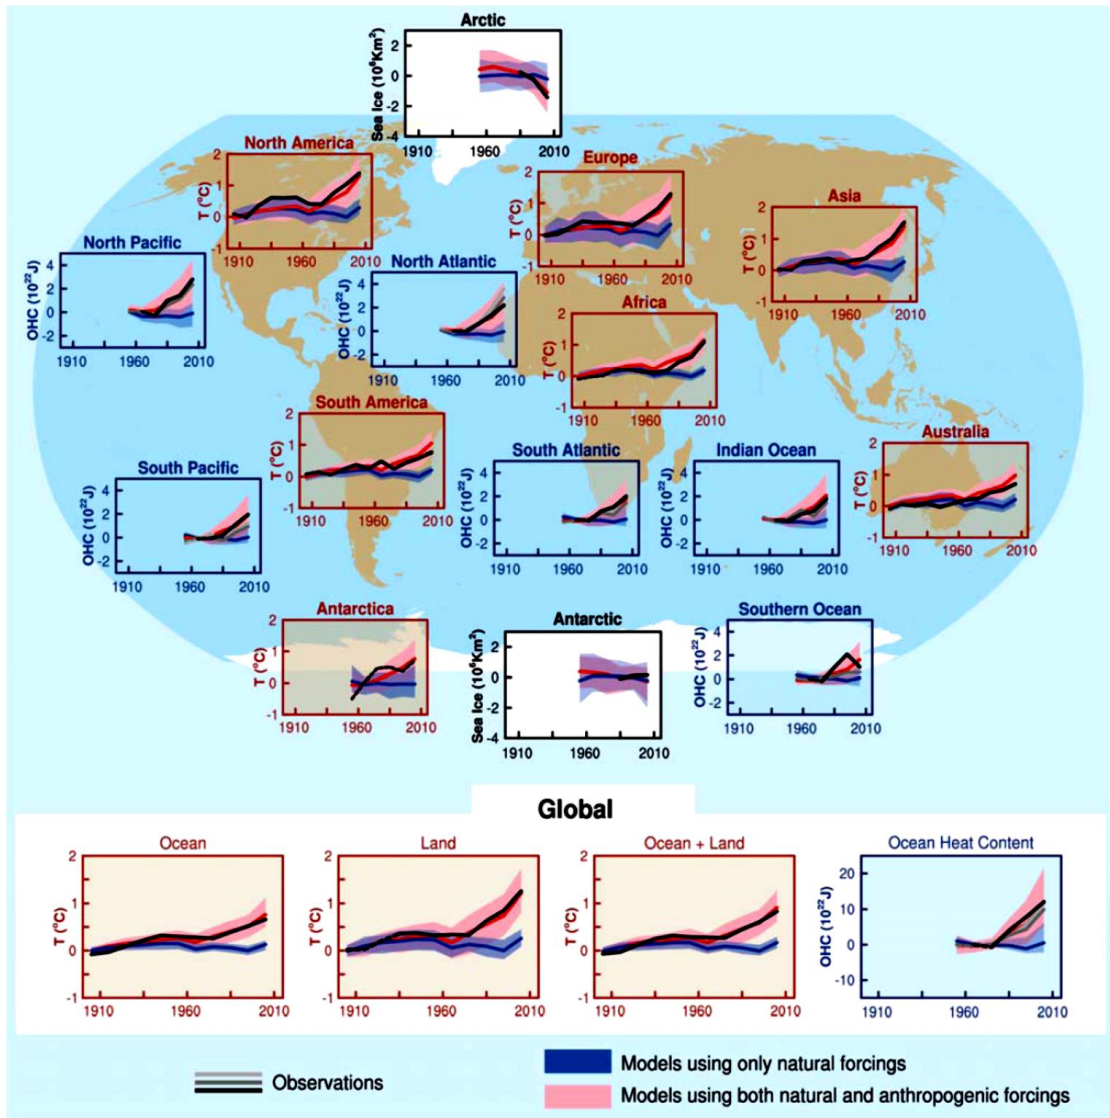 Arctic
Sea Ice (10⁶Km²)
2
0
-2
-4
1910 1960 2010
North America
T (°C)
2
1
0
-1
1910 1960 2010
Europe
T (°C)
2
1
0
-1
1910 1960 2010
Asia
T (°C)
2
1
0
-1
1910 1960 2010
North Pacific
OHC (10²²J)
4
2
0
-2
1910 1960 2010
North Atlantic
OHC (10²²J)
4
2
0
-2
1910 1960 2010
Africa
T (°C)
2
1
0
-1
1910 1960 2010
South America
T (°C)
2
1
0
-1
1910 1960 2010
South Pacific
OHC (10²²J)
4
2
0
-2
1910 1960 2010
South Atlantic
OHC (10²²J)
4
2
0
-2
1910 1960 2010
Indian Ocean
OHC (10²²J)
4
2
0
-2
1910 1960 2010
Australia
T (°C)
2
1
0
-1
1910 1960 2010
Antarctica
T (°C)
2
1
0
-1
1910 1960 2010
Antarctic
Sea Ice (10⁶Km²)
2
0
-2
-4
1910 1960 2010
Southern Ocean
OHC (10²²J)
4
2
0
-2
1910 1960 2010
Global
Ocean
T (°C)
2
1
0
-1
1910 1960 2010
Land
T (°C)
2
1
0
-1
1910 1960 2010
Ocean + Land
T (°C)
2
1
0
-1
1910 1960 2010
Ocean Heat Content
OHC (10²²J)
20
10
0
-10
1910 1960 2010
Observations
Models using only natural forcings
Models using both natural and anthropogenic forcings